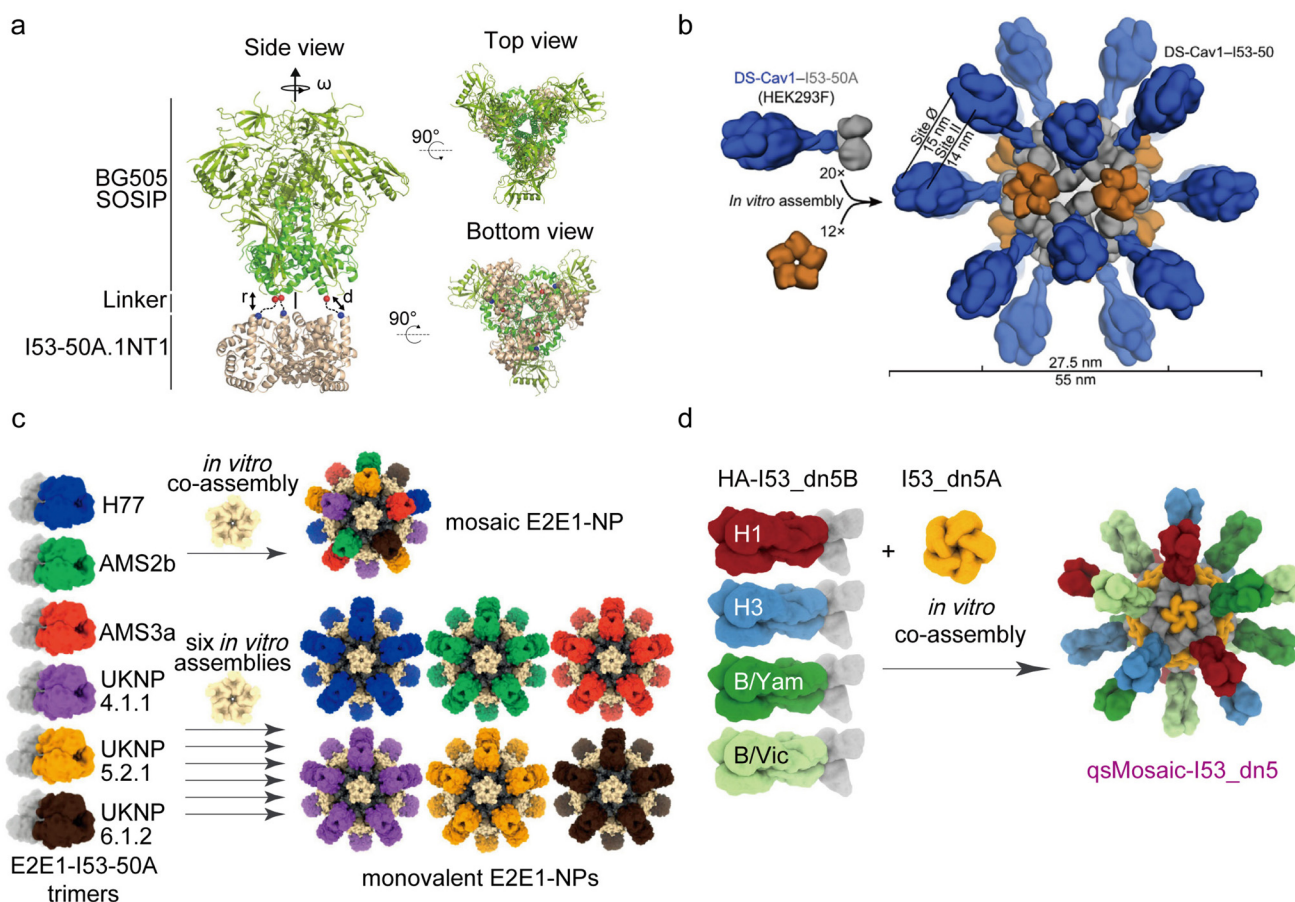 a
Side view
ω
BG505
SOSIP
Linker
r
l
d
I53-50A.1NT1
90°
Top view
90°
Bottom view
b
DS-Cav1–I53-50A
(HEK293F)
20×
In vitro assembly
12×
DS-Cav1–I53-50
Site Ø
15 nm
Site II
14 nm
27.5 nm
55 nm
c
H77
AMS2b
AMS3a
UKNP
4.1.1
UKNP
5.2.1
UKNP
6.1.2
E2E1-I53-50A
trimers
in vitro
co-assembly
mosaic E2E1-NP
six in vitro
assemblies
monovalent E2E1-NPs
d
HA-I53_dn5B
H1
H3
B/Yam
B/Vic
+
I53_dn5A
in vitro
co-assembly
qsMosaic-I53_dn5